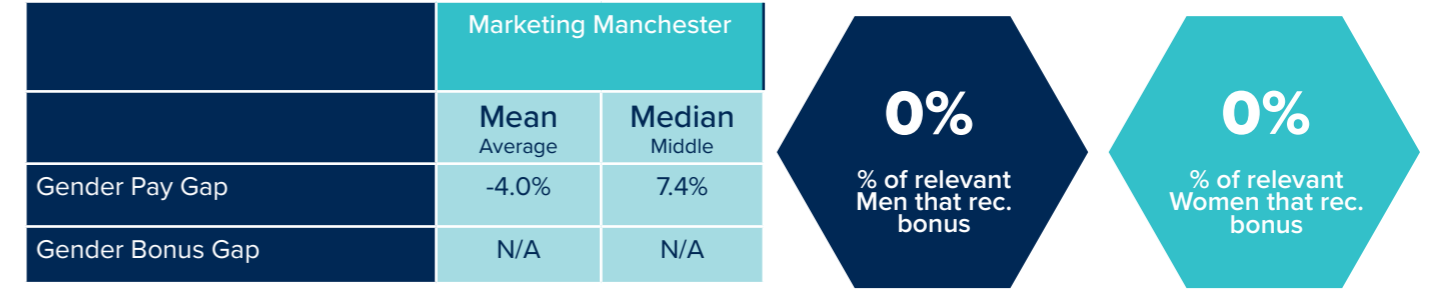 Marketing Manchester
Mean
Average
Median
Middle
Gender Pay Gap
-4.0%
7.4%
Gender Bonus Gap
N/A
N/A
0%
% of relevant
Men that rec.
bonus
0%
% of relevant
Women that rec.
bonus